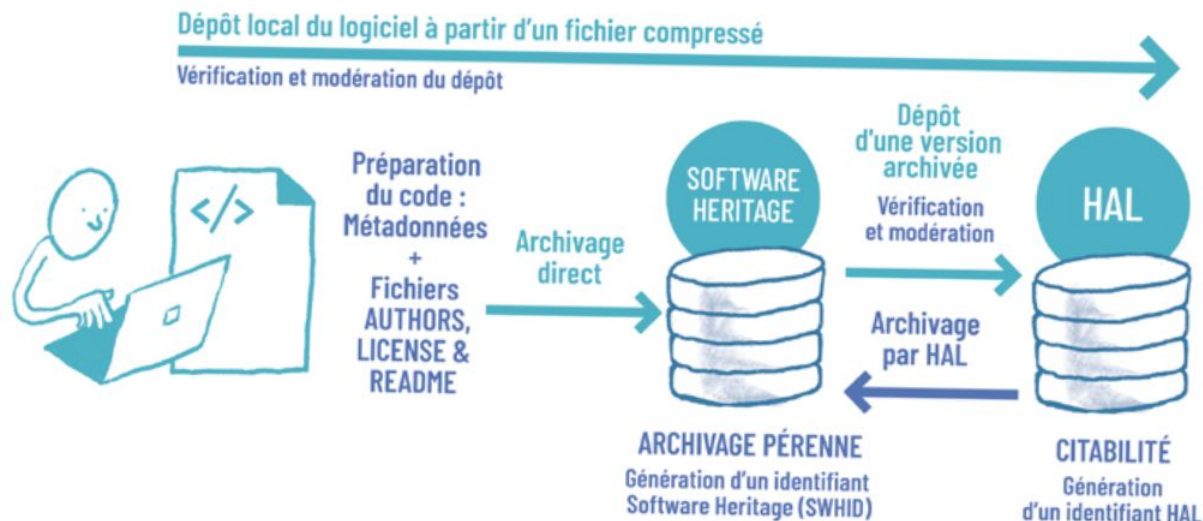 Dépôt local du logiciel à partir d’un fichier compressé
Vérification et modération du dépôt
</>
Préparation
du code :
Métadonnées
+
Fichiers
AUTHORS,
LICENSE &
README
Archivage
direct
SOFTWARE
HERITAGE
ARCHIVAGE PÉRENNE
Génération d’un identifiant
Software Heritage (SWHID)
Dépôt
d'une version
archivée
Vérification
et modération
Archivage
par HAL
HAL
CITABILITÉ
Génération
d’un identifiant HAL